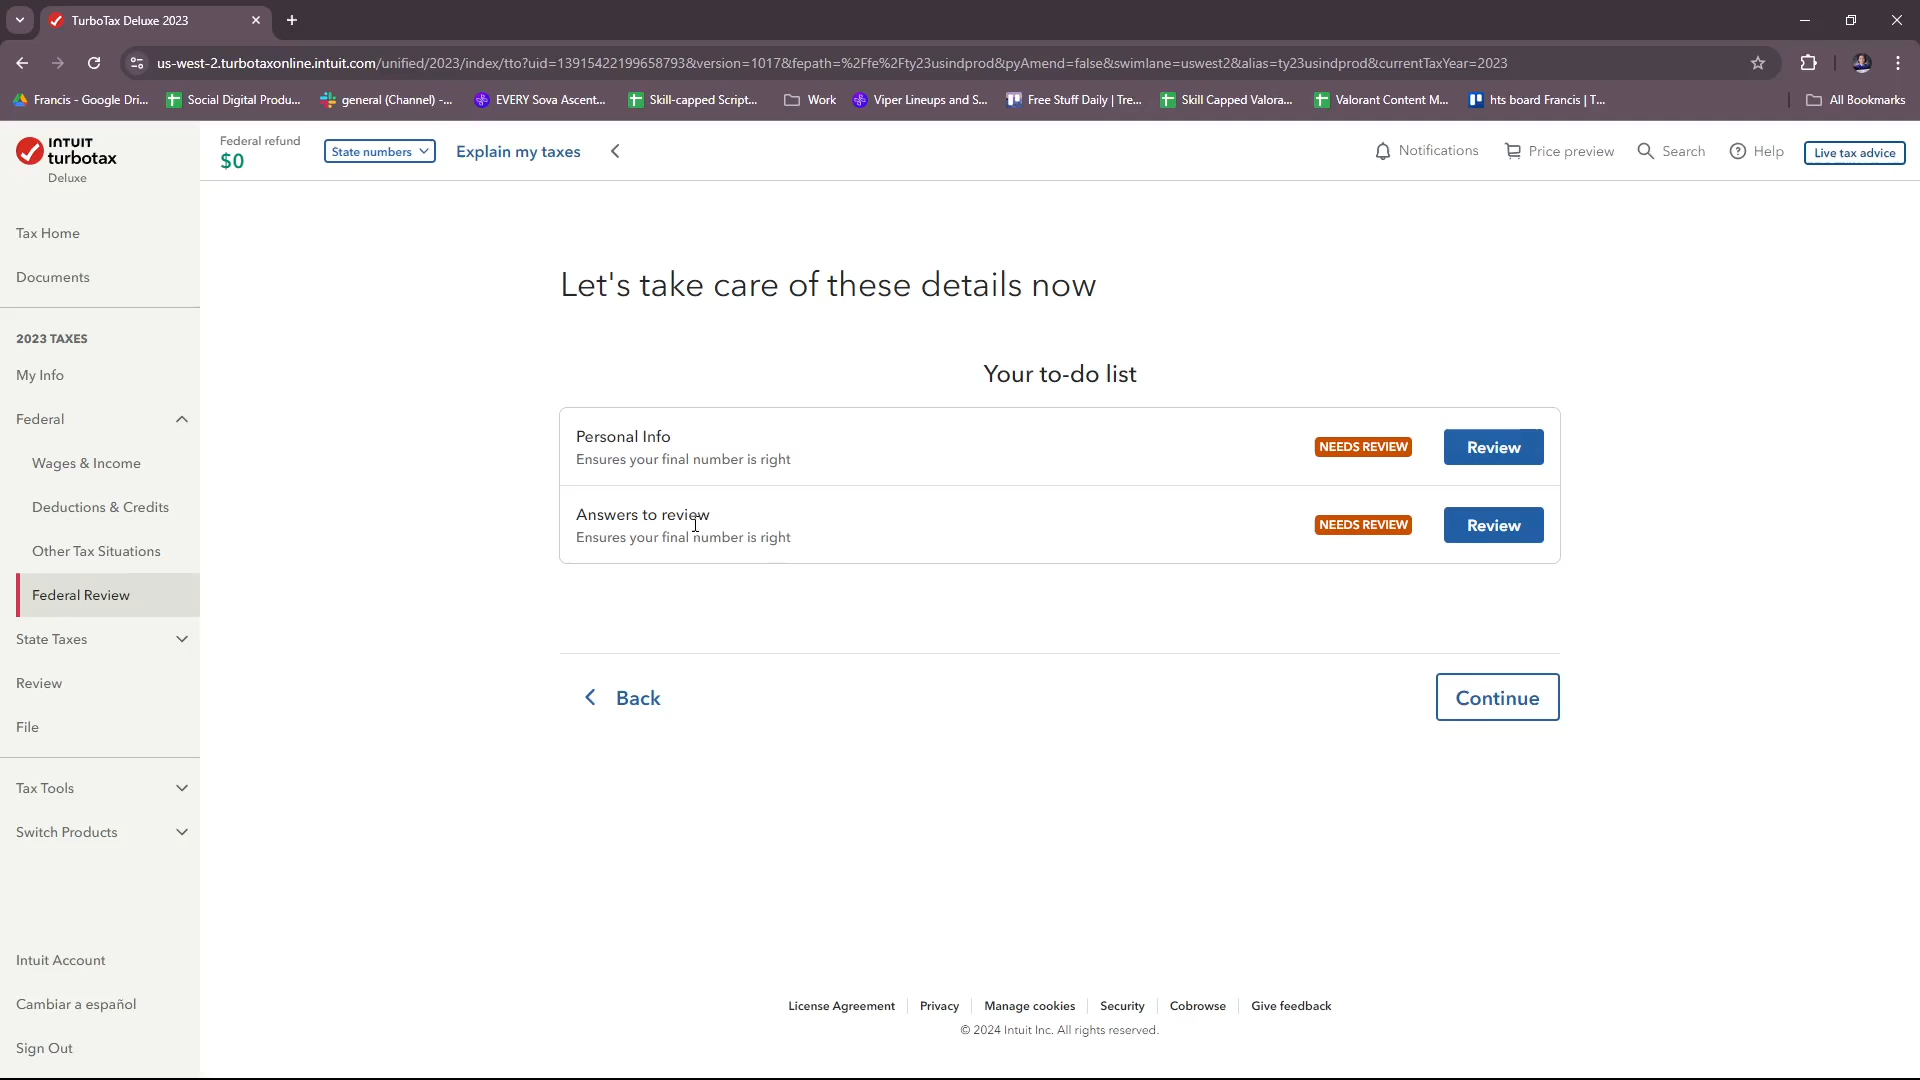 TurboTax Deluxe 2023
us-west-2.turbotaxonline.intuit.com/unified/2023/index/tto?uid=13915422199658793&version=1017&fepath=%2Ffe%2Fty23usindprod&pyAmend=false&swimlane=uswest2&alias=ty23usindprod&currentTaxYear=2023
Francis - Google Dri...
Social Digital Produ...
general (Channel) -...
EVERY Sova Ascent...
Skill-capped Script...
Work
Viper Lineups and S...
Free Stuff Daily | Tre...
Skill Capped Valora...
Valorant Content M...
hts board Francis | T...
All Bookmarks
INTUIT
turbotax
Deluxe
Federal refund
$0
State numbers
Explain my taxes
Notifications
Price preview
Search
Help
Live tax advice
Tax Home
Documents
2023 TAXES
My Info
Federal
Wages & Income
Deductions & Credits
Other Tax Situations
Federal Review
State Taxes
Review
File
Tax Tools
Switch Products
Intuit Account
Cambiar a español
Sign Out
Let's take care of these details now
Your to-do list
Personal Info
Ensures your final number is right
NEEDS REVIEW
Review
Answers to review
Ensures your final number is right
NEEDS REVIEW
Review
Back
Continue
License Agreement
Privacy
Manage cookies
Security
Cobrowse
Give feedback
© 2024 Intuit Inc. All rights reserved.